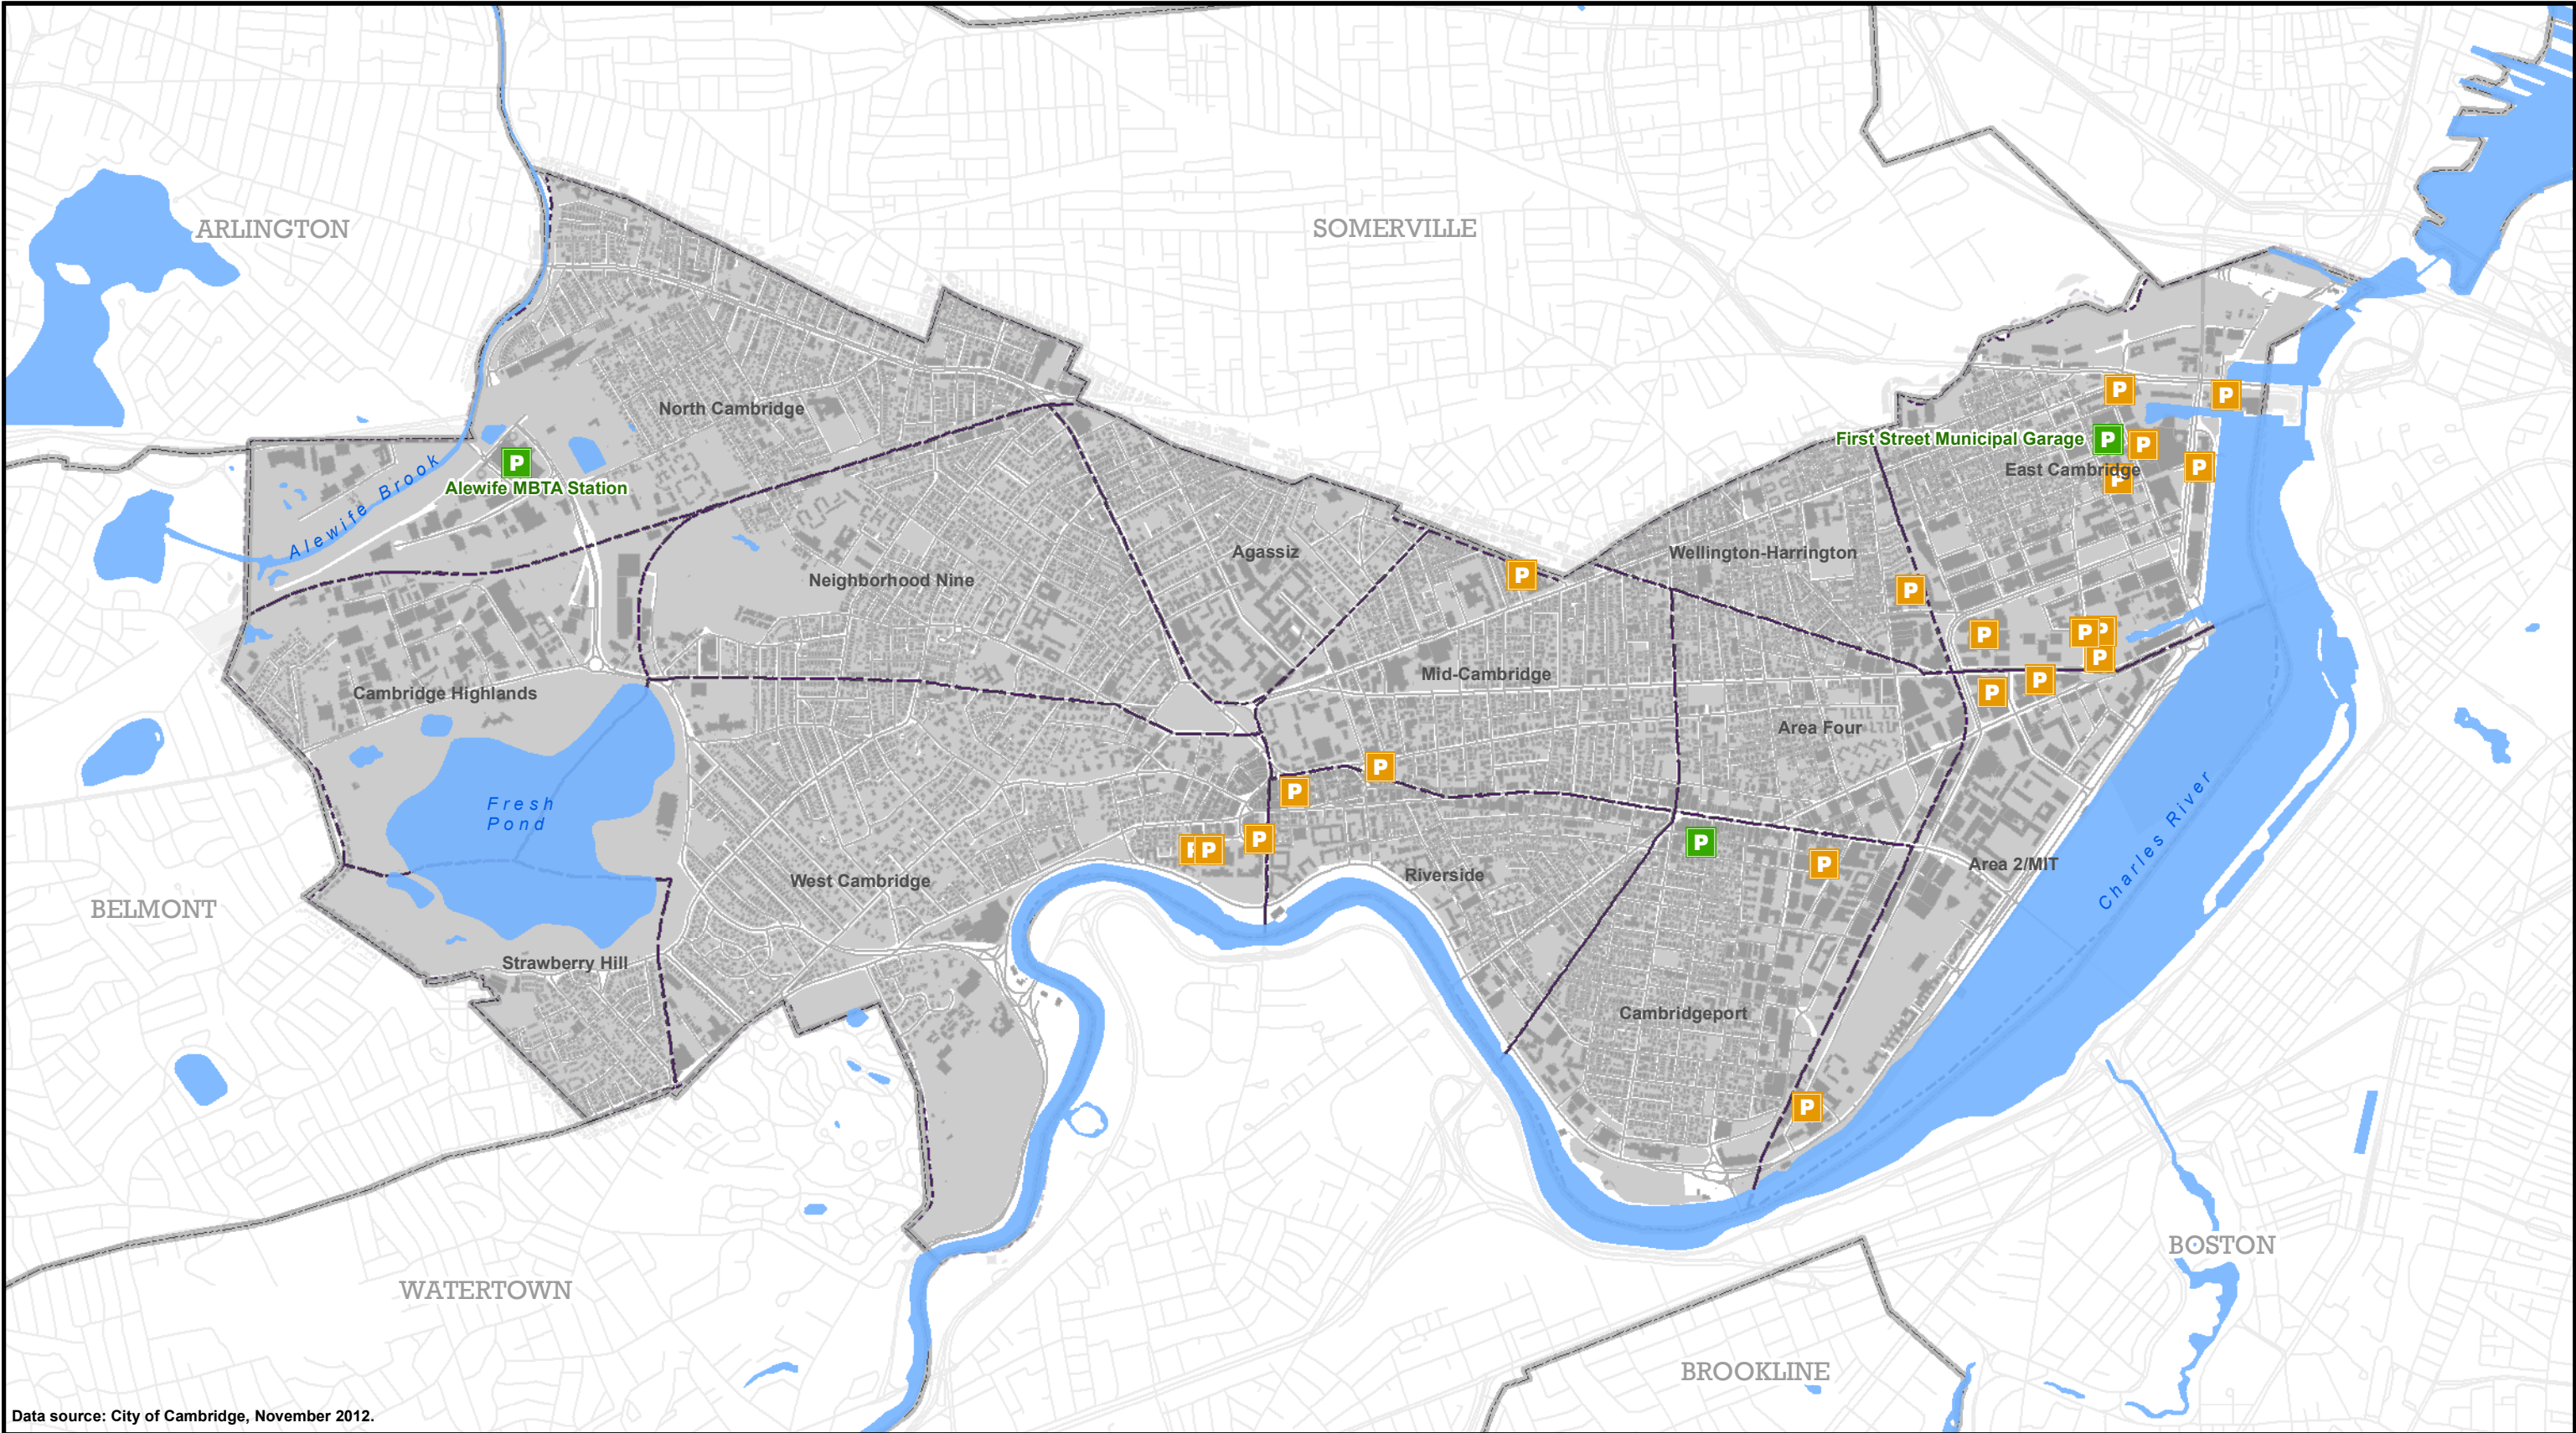 ARLINGTON
SOMERVILLE
P
P
North Cambridge
First Street Municipal Garage
P
P
East Cambridge
P
P
P
Alewife MBTA Station
Alewife Brook
Agassiz
Wellington-Harrington
Neighborhood Nine
P
P
P
P
P
P
Mid-Cambridge
P
P
Cambridge Highlands
Area Four
P
P
Fresh
Pond
Charles River
P
P
P
P
P
Area 2/MIT
West Cambridge
Riverside
BELMONT
Strawberry Hill
Cambridgeport
P
BOSTON
WATERTOWN
BROOKLINE
Data source: City of Cambridge, November 2012.